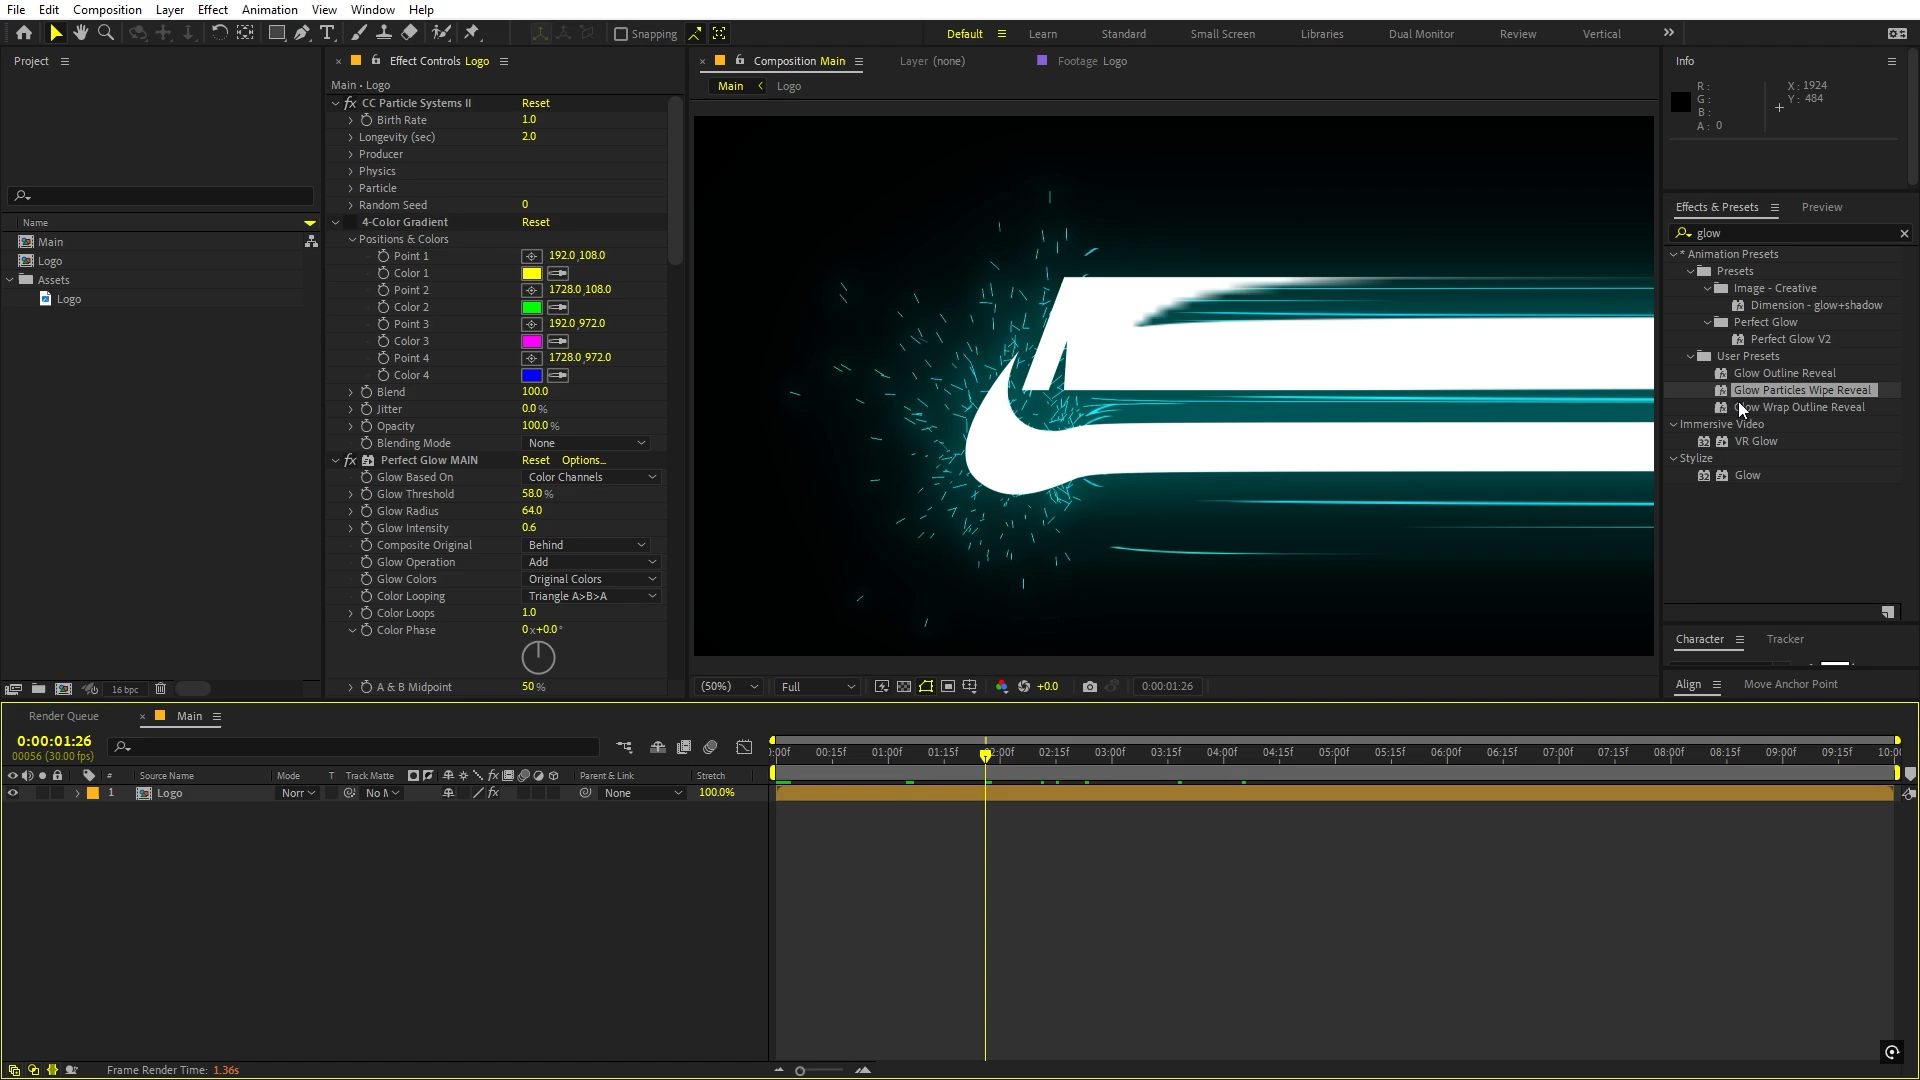 File Edit Composition Layer Effect Animation View Window Help
Snapping
Default Learn Standard Small Screen Libraries Dual Monitor Review Vertical
Project
Name
Main
Logo
Assets
Logo
16 bpc
Effect Controls Logo
Main • Logo
CC Particle Systems II Reset
Birth Rate 1.0
Longevity (sec) 2.0
Producer
Physics
Particle
Random Seed 0
4-Color Gradient Reset
Positions & Colors
Point 1 192.0,108.0
Color 1
Point 2 1728.0,108.0
Color 2
Point 3 192.0,972.0
Color 3
Point 4 1728.0,972.0
Color 4
Blend 100.0
Jitter 0.0 %
Opacity 100.0 %
Blending Mode None
Perfect Glow MAIN Reset Options...
Glow Based On Color Channels
Glow Threshold 58.0 %
Glow Radius 64.0
Glow Intensity 0.6
Composite Original Behind
Glow Operation Add
Glow Colors Original Colors
Color Looping Triangle A>B>A
Color Loops 1.0
Color Phase 0x+0.0°
A & B Midpoint 50 %
Composition Main Layer (none) Footage Logo
Main Logo
(50%) Full +0.0 0:00:01:26
Info
R :
G :
B :
A : 0
X : 1924
Y : 484
Effects & Presets Preview
glow
* Animation Presets
Presets
Image - Creative
Dimension - glow+shadow
Perfect Glow
Perfect Glow V2
User Presets
Glow Outline Reveal
Glow Particles Wipe Reveal
Glow Wrap Outline Reveal
Immersive Video
32 VR Glow
Stylize
32 Glow
Character Tracker
Align Move Anchor Point
Render Queue Main
0:00:01:26
00056 (30.00 fps)
:00f 00:15f 01:00f 01:15f 02:00f 02:15f 03:00f 03:15f 04:00f 04:15f 05:00f 05:15f 06:00f 06:15f 07:00f 07:15f 08:00f 08:15f 09:00f 09:15f 10:0
# Source Name Mode T Track Matte fx Parent & Link Stretch
1 Logo Norr No M fx None 100.0%
Frame Render Time: 1.36s